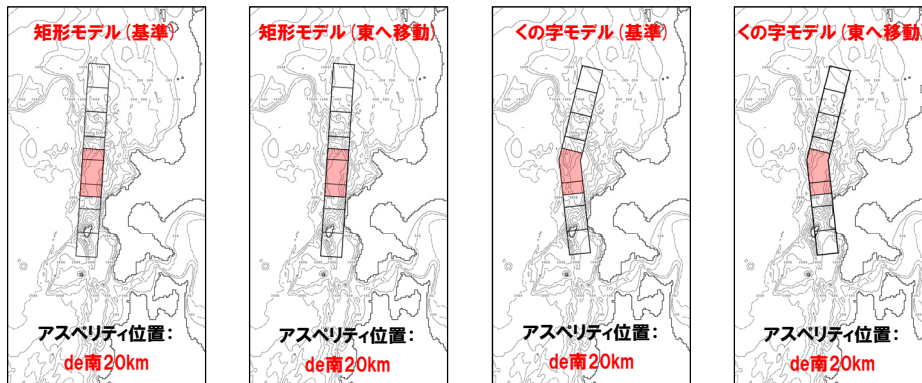 矩形モデル(基準)
アスペリティ位置:
de南20km
矩形モデル(東へ移動)
アスペリティ位置:
de南20km
くの字モデル(基準)
アスペリティ位置:
de南20km
くの字モデル(東へ移動)
アスペリティ位置:
de南20km